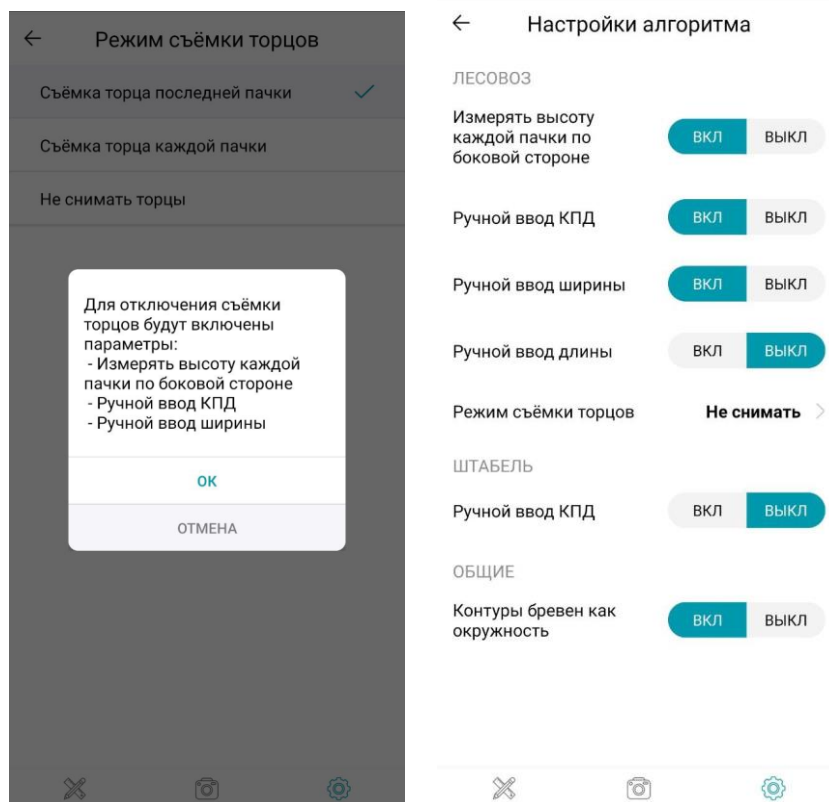 Режим съёмки торцов
Съёмка торца последней пачки
Съёмка торца каждой пачки
Не снимать торцы
Для отключения съёмки
торцов будут включены
параметры:
- Измерять высоту каждой
пачки по боковой стороне
- Ручной ввод КПД
- Ручной ввод ширины
ОК
ОТМЕНА
Настройки алгоритма
ЛЕСОВОЗ
Измерять высоту
каждой пачки по
боковой стороне
ВКЛ ВЫКЛ
Ручной ввод КПД ВКЛ ВЫКЛ
Ручной ввод ширины ВКЛ ВЫКЛ
Ручной ввод длины ВКЛ ВЫКЛ
Режим съёмки торцов Не снимать
ШТАБЕЛЬ
Ручной ввод КПД ВКЛ ВЫКЛ
ОБЩИЕ
Контуры бревен как
окружность
ВКЛ ВЫКЛ